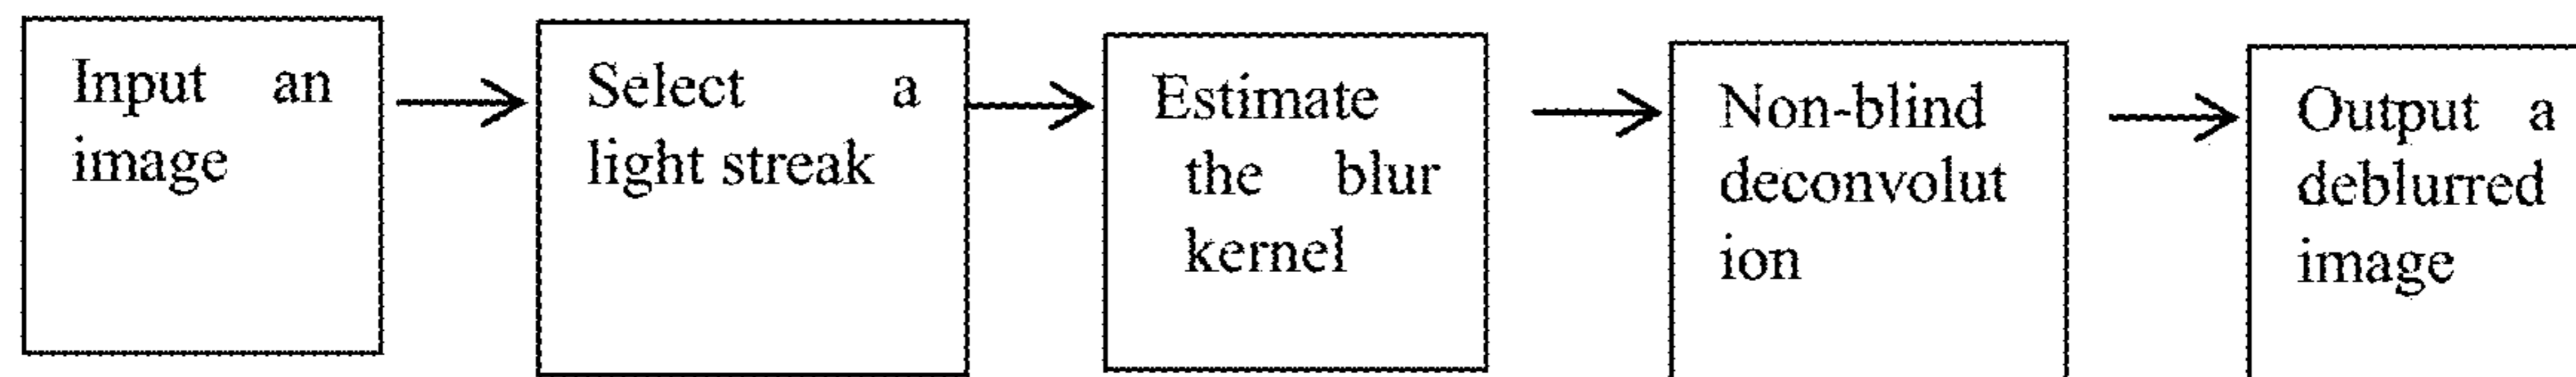 Input an
image
Select a
light streak
Estimate
the blur
kernel
Non-blind
deconvolut
ion
Output a
deblurred
image